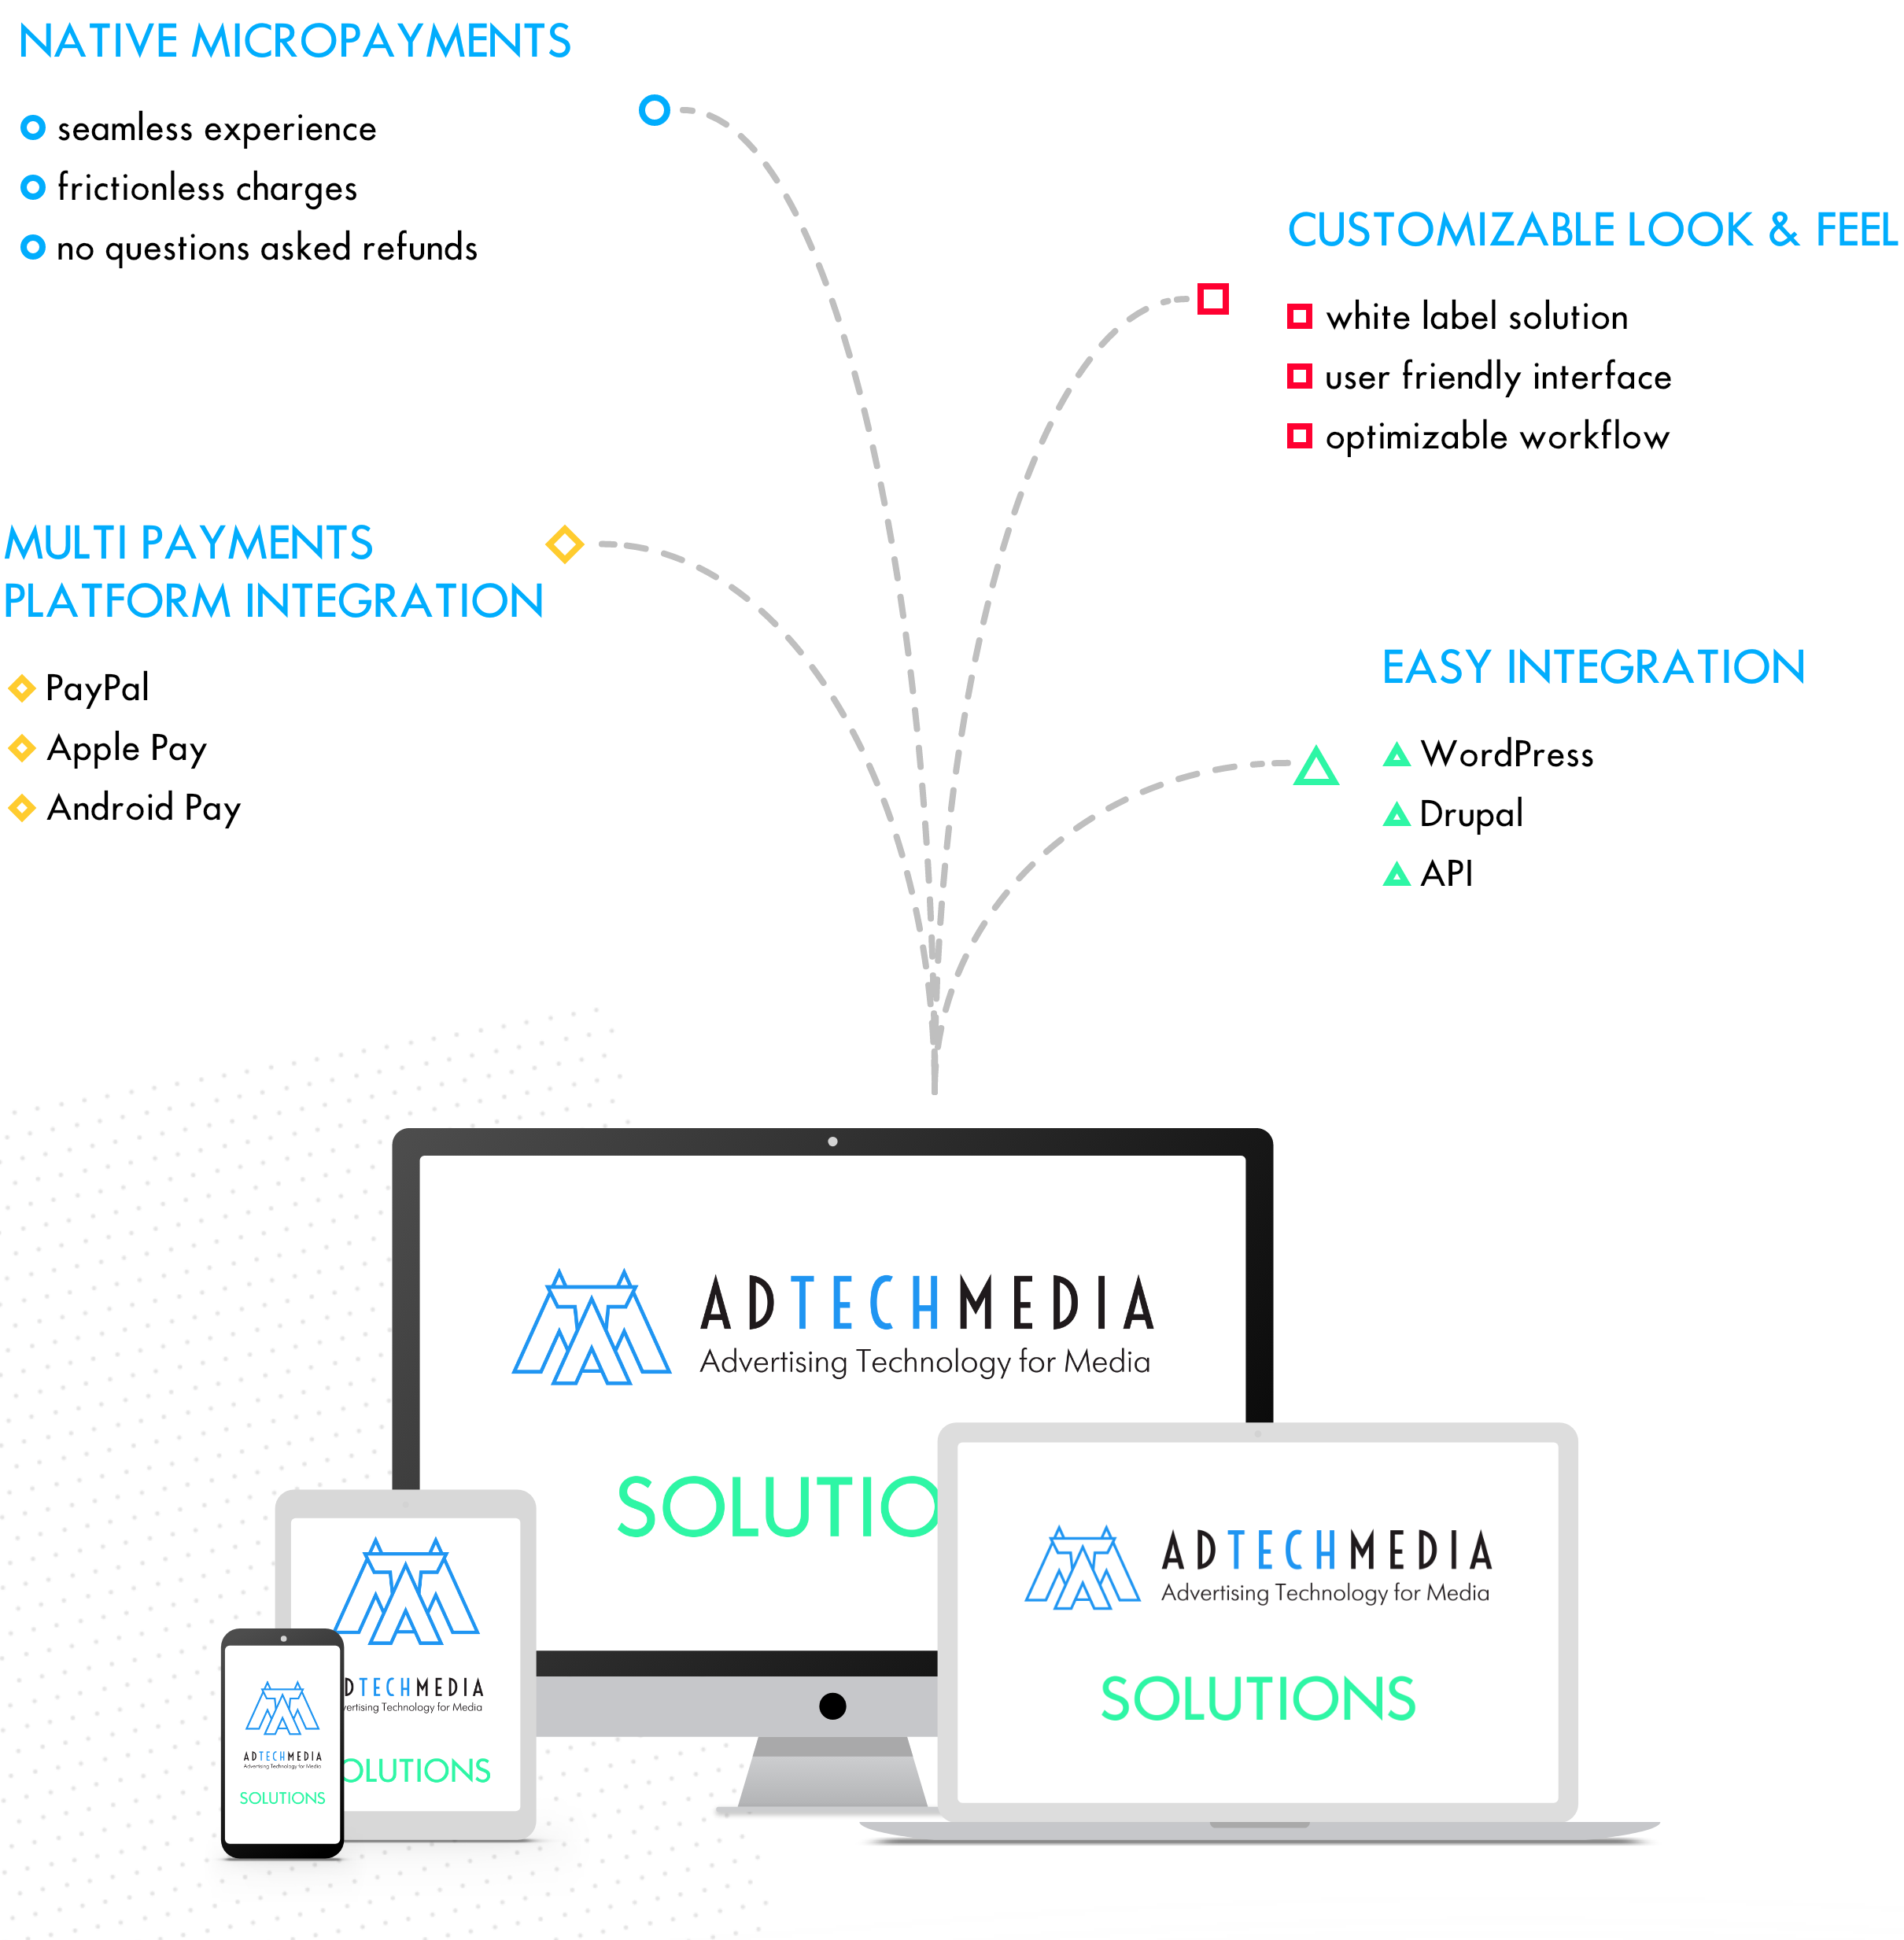 NATIVE MICROPAYMENTS
seamless experience
frictionless charges
no questions asked refunds
CUSTOMIZABLE LOOK & FEEL
white label solution
user friendly interface
optimizable workflow
MULTI PAYMENTS
PLATFORM INTEGRATION
PayPal
Apple Pay
Android Pay
EASY INTEGRATION
WordPress
Drupal
API
ADTECHMEDIA
Advertising Technology for Media
SOLUTIO
ADTECHMEDIA
Advertising Technology for Media
SOLUTIONS
DTECHMEDIA
vertising Technology for Media
OLUTIONS
ADTECHMEDIA
Advertising Technology for Media
SOLUTIONS